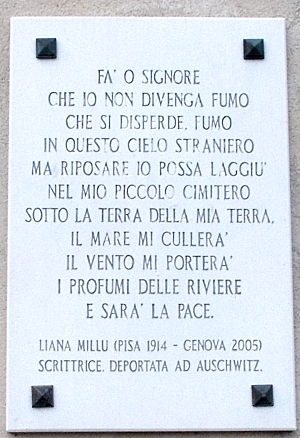 FA' O SIGNORE
CHE IO NON DIVENGA FUMO
CHE SI DISPERDE, FUMO
IN QUESTO CIELO STRANIERO
MA RIPOSARE IO POSSA LAGGIU'
NEL MIO PICCOLO CIMITERO
SOTTO LA TERRA DELLA MIA TERRA.
IL MARE MI CULLERA'
IL VENTO MI PORTERA'
I PROFUMI DELLE RIVIERE
E SARA' LA PACE.
LIANA MILLU (PISA 1914 - GENOVA 2005)
SCRITTRICE, DEPORTATA AD AUSCHWITZ.